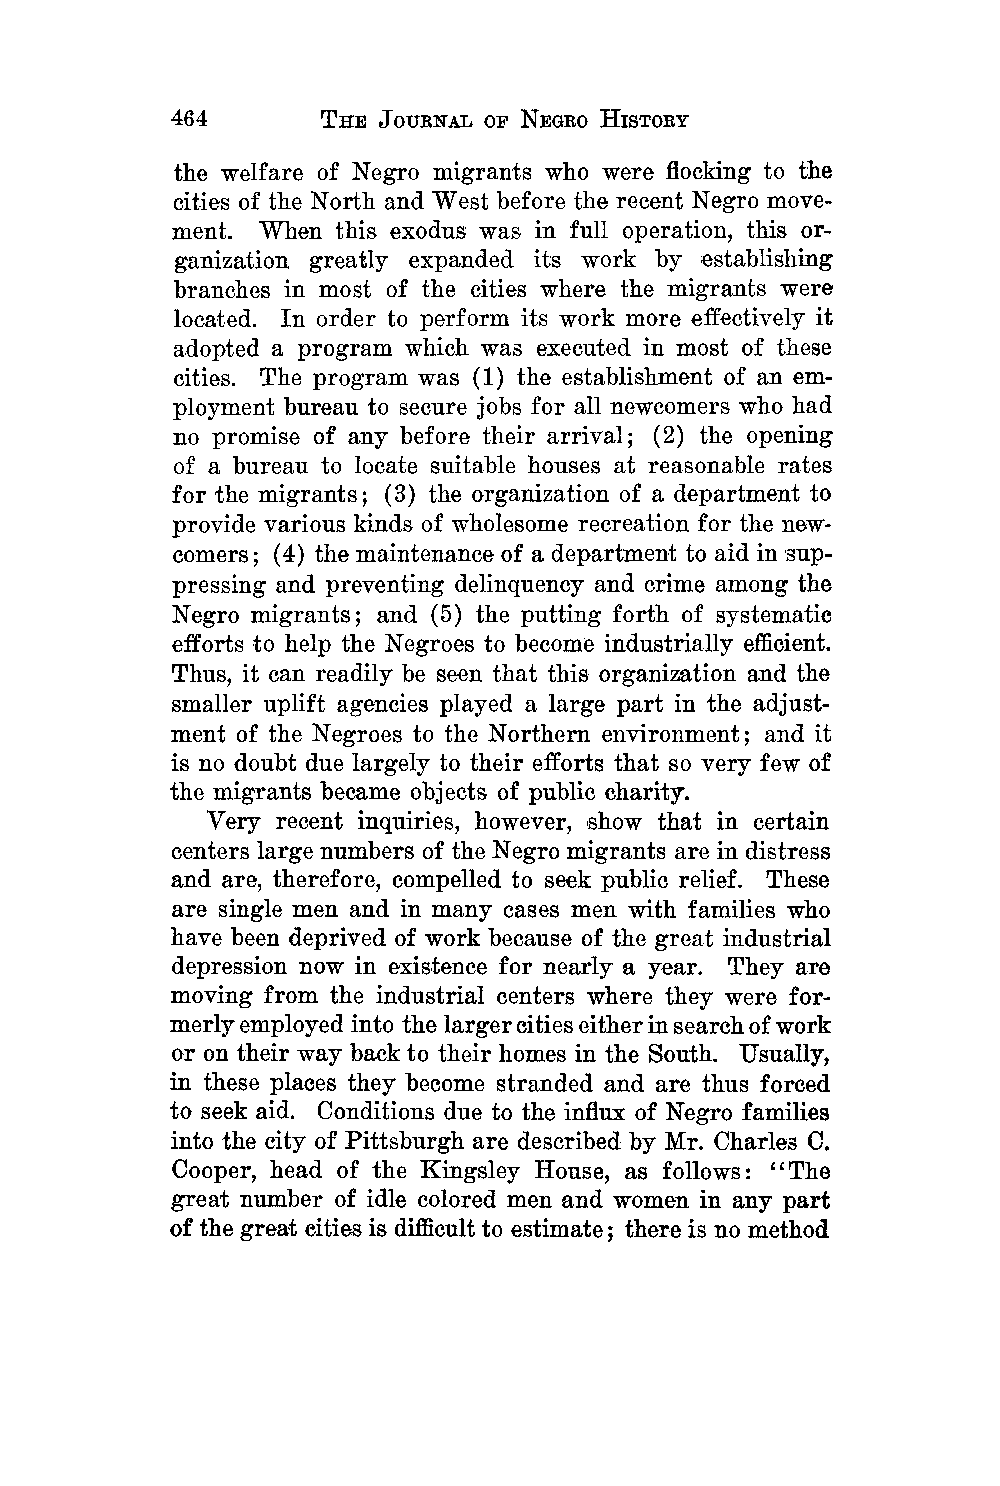 464 THE JOURNAL OF NEGRO HISTORY
the welfare of Negro migrants who were flocking to the
cities of the North and West before the recent Negro move-
ment. When this exodus was in full operation, this or-
ganization greatly expanded its work by establishing
branches in most of the cities where the migrants were
located. In order to perform its work more effectively it
adopted a program which was executed in most of these
cities. The program was (1) the establishment of an em-
ployment bureau to secure jobs for all newcomers who had
no promise of any before their arrival; (2) the opening
of a bureau to locate suitable houses at reasonable rates
for the migrants; (3) the organization of a department to
provide various kinds of wholesome recreation for the new-
comers; (4) the maintenance of a department to aid in sup-
pressing and preventing delinquency and crime among the
Negro migrants; and (5) the putting forth of systematic
efforts to help the Negroes to become industrially efficient.
Thus, it can readily be seen that this organization and the
smaller uplift agencies played a large part in the adjust-
ment of the Negroes to the Northern environment; and it
is no doubt due largely to their efforts that so very few of
the migrants became objects of public charity.
Very recent inquiries, however, show that in certain
centers large numbers of the Negro migrants are in distress
and are, therefore, compelled to seek public relief. These
are single men and in many cases men with families who
have been deprived of work because of the great industrial
depression now in existence for nearly a year. They are
moving from the industrial centers where they were for-
merly employed into the larger cities either in search of work
or on their way back to their homes in the South. Usually,
in these places they become stranded and are thus forced
to seek aid. Conditions due to the influx of Negro families
into the city of Pittsburgh are described by Mr. Charles C.
Cooper, head of the Kingsley House, as follows: "The
great number of idle colored men and women in any part
of the great cities is difficult to estimate; there is no method